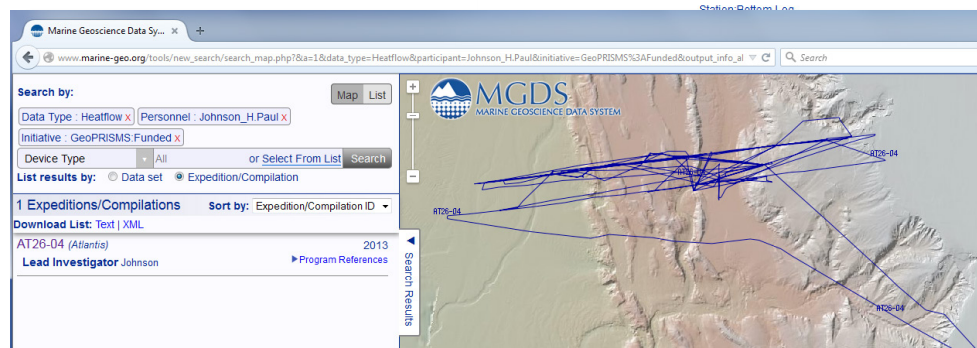 Station:Bottom Log
Marine Geoscience Data Sy... × +
www.marine-geo.org/tools/new_search/search_map.php?&a=1&data_type=Heatflow&participant=Johnson_H.Paul&initiative=GeoPRISMS%3AFunded&output_info_al
Search
Search by:
Map List
Data Type : Heatflow x Personnel : Johnson_H.Paul x
Initiative : GeoPRISMS:Funded x
Device Type All or Select From List Search
List results by: Data set Expedition/Compilation
1 Expeditions/Compilations Sort by: Expedition/Compilation ID
Download List: Text | XML
AT26-04 (Atlantis) 2013
Lead Investigator Johnson Program References
Search Results
MGDS
MARINE GEOSCIENCE DATA SYSTEM
AT26-04
AT26-04
AT26-04
AT26-04